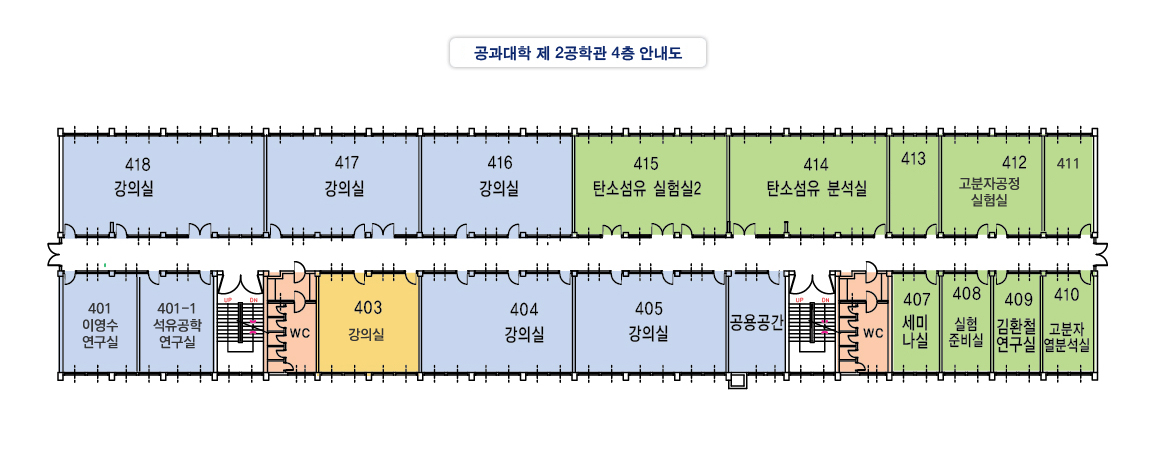 공과대학 제 2공학관 4층 안내도
418
강의실
417
강의실
416
강의실
415
탄소섬유 실험실2
414
탄소섬유 분석실
413
412
고분자공정
실험실
411
401
이영수
연구실
401-1
석유공학
연구실
UP
DN
WC
403
강의실
404
강의실
405
강의실
공용공간
UP
DN
WC
407
세미
나실
408
실험
준비실
409
김환철
연구실
410
고분자
열분석실